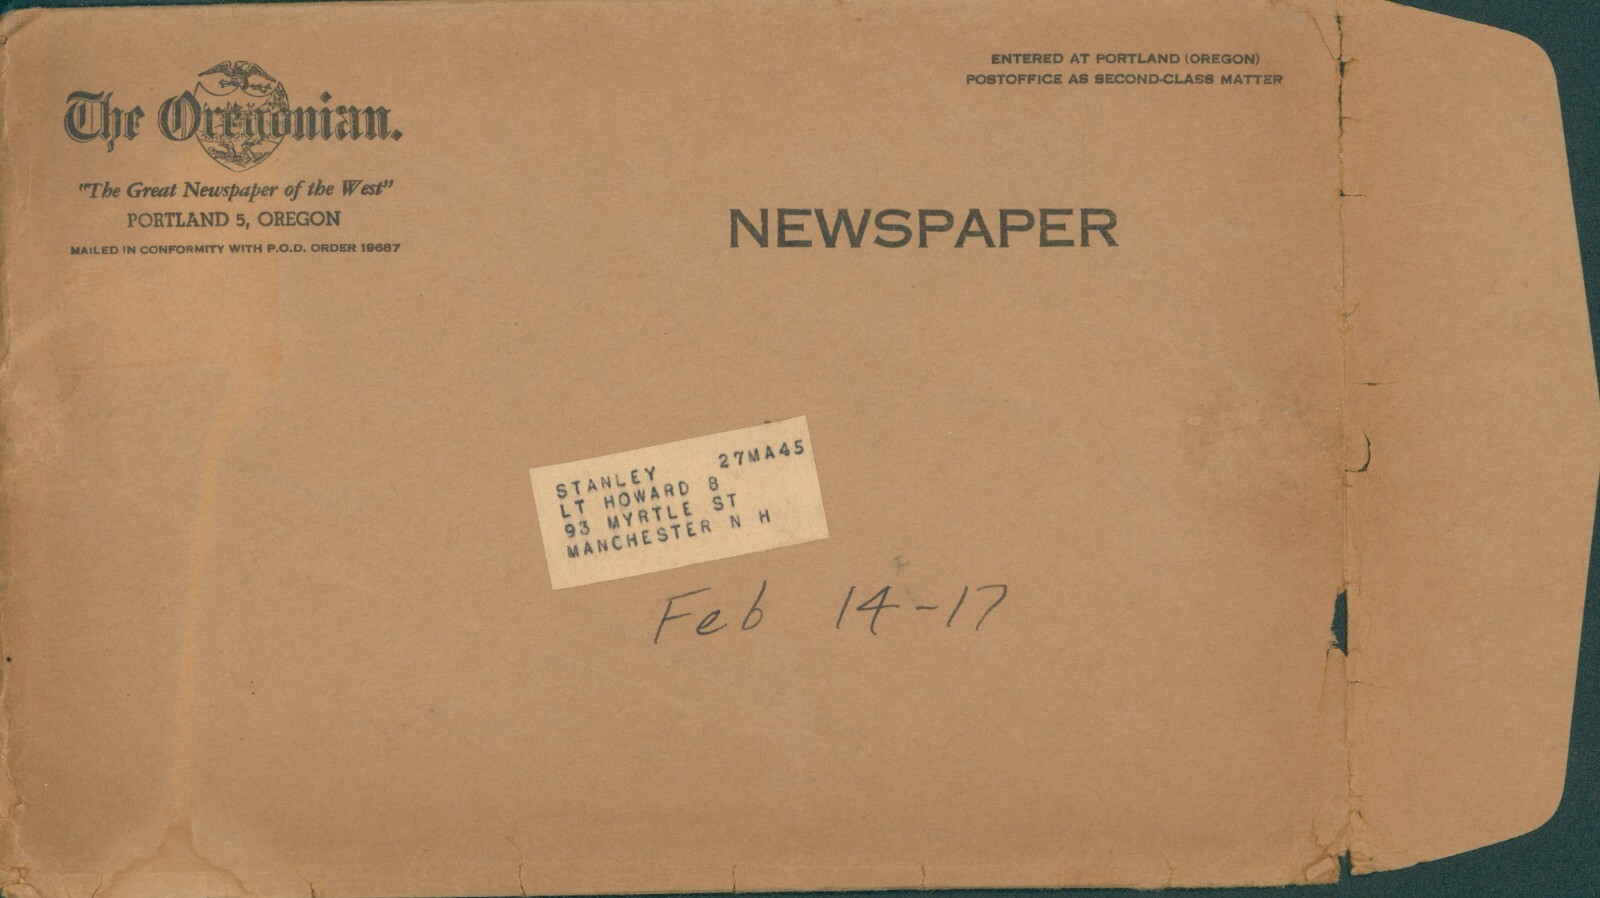 The Oregonian.
"The Great Newspaper of the West"
PORTLAND 5, OREGON
MAILED IN CONFORMITY WITH P.O.D. ORDER 19687
ENTERED AT PORTLAND (OREGON)
POSTOFFICE AS SECOND-CLASS MATTER
NEWSPAPER
STANLEY 27MA45
LT HOWARD B
93 MYRTLE ST
MANCHESTER N H
Feb 14-17